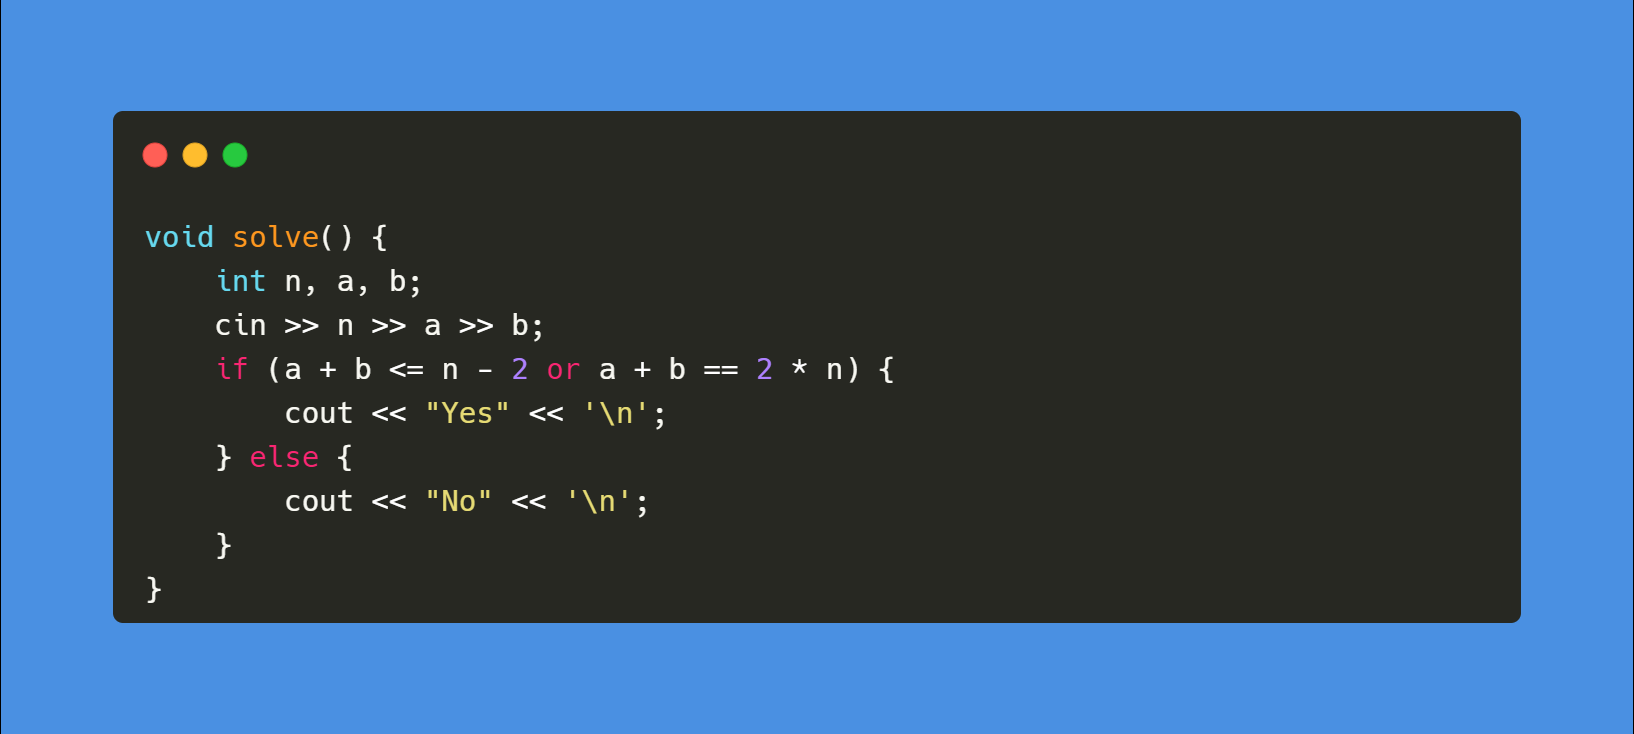 void solve() {
    int n, a, b;
    cin >> n >> a >> b;
    if (a + b <= n - 2 or a + b == 2 * n) {
        cout << "Yes" << '\n';
    } else {
        cout << "No" << '\n';
    }
}